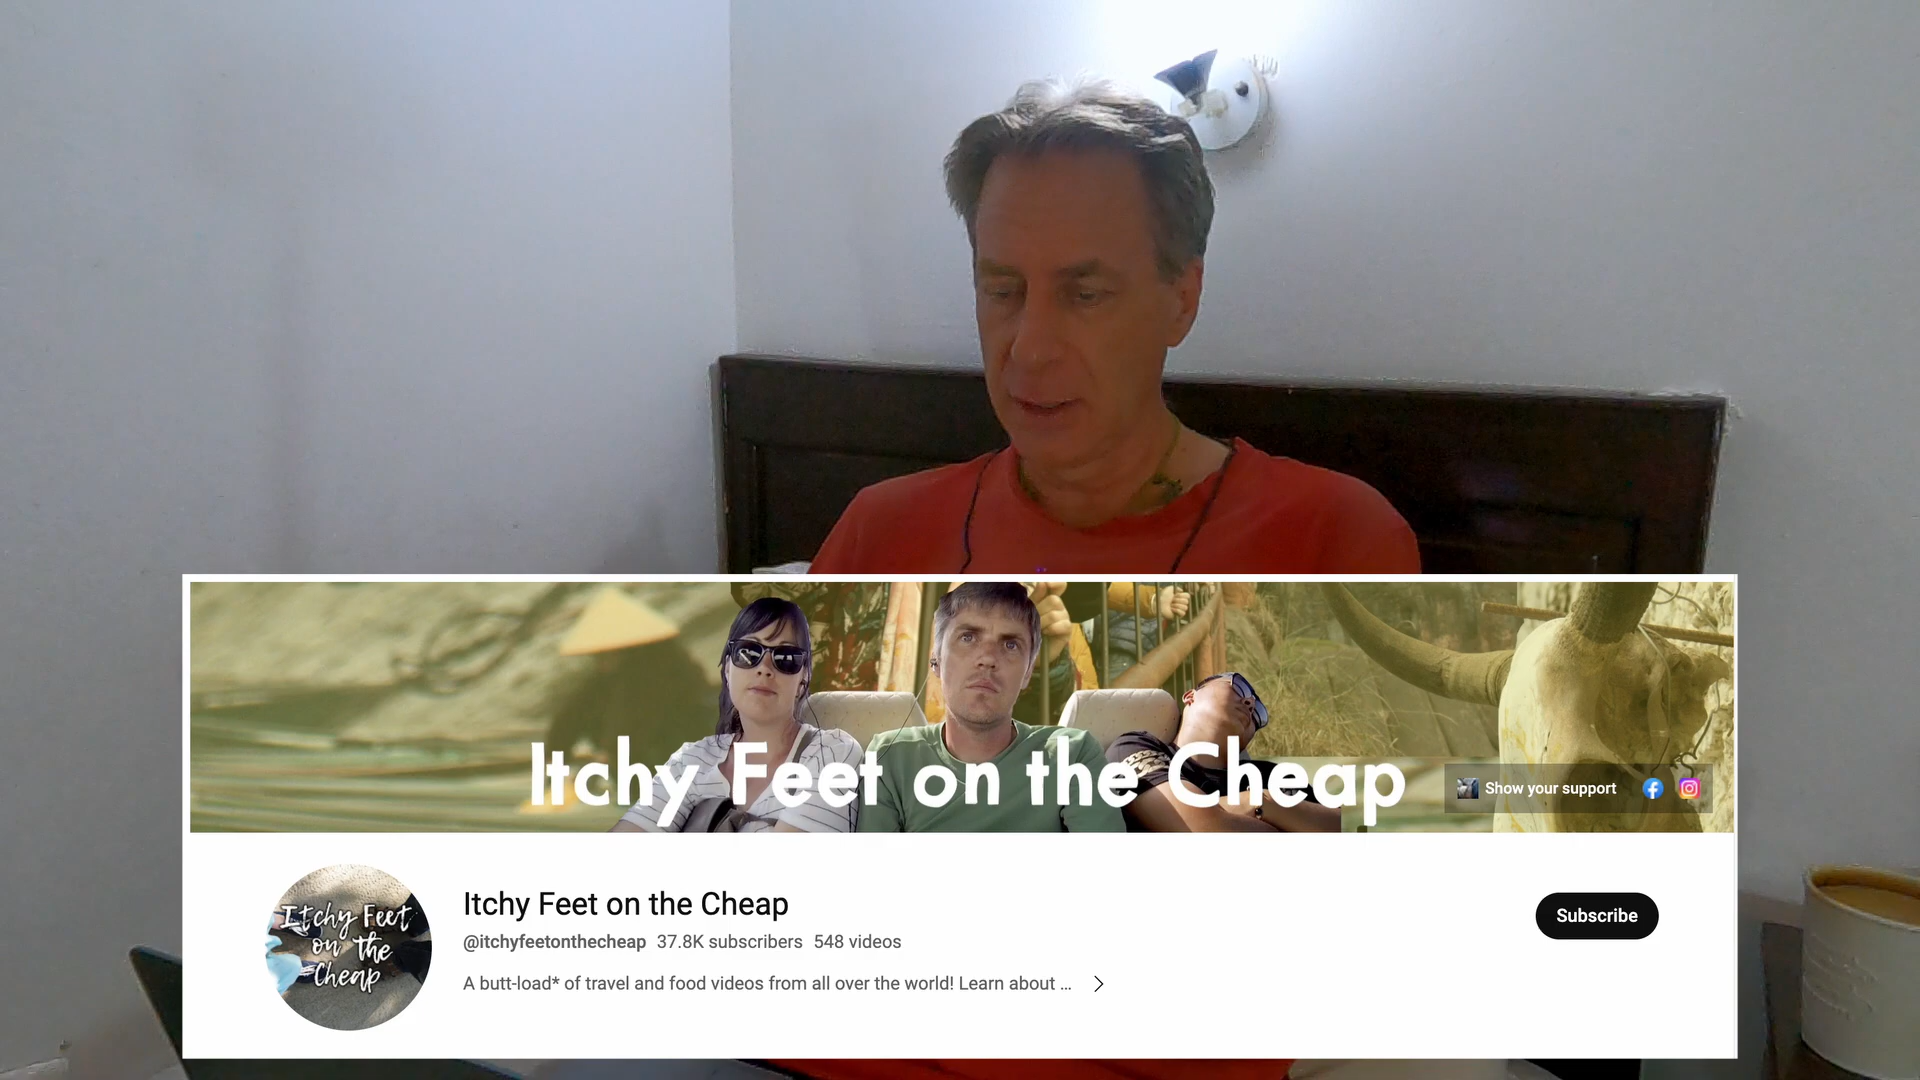 Itchy Feet on the Cheap
Show your support
Itchy Feet
on the
Cheap
Itchy Feet on the Cheap
@itchyfeetonthecheap 37.8K subscribers 548 videos
A butt-load* of travel and food videos from all over the world! Learn about ...
Subscribe